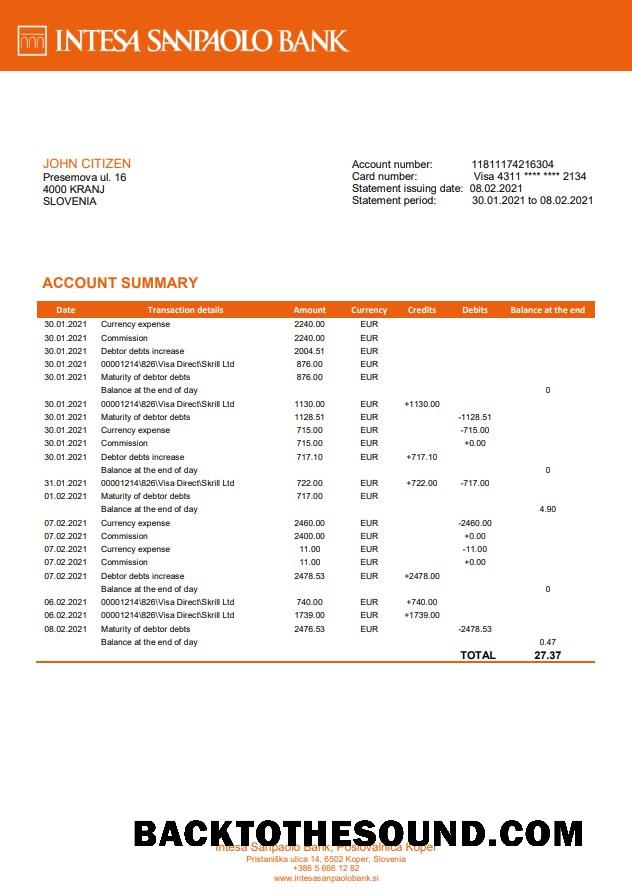 INTESA SANPAOLO BANK
JOHN CITIZEN
Presemova ul. 16
4000 KRANJ
SLOVENIA
Account number: 11811174216304
Card number: Visa 4311 **** **** 2134
Statement issuing date: 08.02.2021
Statement period: 30.01.2021 to 08.02.2021
ACCOUNT SUMMARY
Date Transaction details Amount Currency Credits Debits Balance at the end
30.01.2021 Currency expense 2240.00 EUR
30.01.2021 Commission 2240.00 EUR
30.01.2021 Debtor debts increase 2004.51 EUR
30.01.2021 00001214\826\Visa Direct\Skrill Ltd 876.00 EUR
30.01.2021 Maturity of debtor debts 876.00 EUR
Balance at the end of day 0
30.01.2021 00001214\826\Visa Direct\Skrill Ltd 1130.00 EUR +1130.00
30.01.2021 Maturity of debtor debts 1128.51 EUR -1128.51
30.01.2021 Currency expense 715.00 EUR -715.00
30.01.2021 Commission 715.00 EUR +0.00
30.01.2021 Debtor debts increase 717.10 EUR +717.10
Balance at the end of day 0
31.01.2021 00001214\826\Visa Direct\Skrill Ltd 722.00 EUR +722.00 -717.00
01.02.2021 Maturity of debtor debts 717.00 EUR
Balance at the end of day 4.90
07.02.2021 Currency expense 2460.00 EUR -2460.00
07.02.2021 Commission 2400.00 EUR +0.00
07.02.2021 Currency expense 11.00 EUR -11.00
07.02.2021 Commission 11.00 EUR +0.00
07.02.2021 Debtor debts increase 2478.53 EUR +2478.00
Balance at the end of day 0
06.02.2021 00001214\826\Visa Direct\Skrill Ltd 740.00 EUR +740.00
06.02.2021 00001214\826\Visa Direct\Skrill Ltd 1739.00 EUR +1739.00
08.02.2021 Maturity of debtor debts 2476.53 EUR -2478.53
Balance at the end of day 0.47
TOTAL 27.37
BACKTOTHESOUND.COM
Intesa Sanpaolo Bank, Poslovalnica Koper
Pristaniška ulica 14, 6502 Koper, Slovenia
+386 5 666 12 82
www.intesasanpaolobank.si